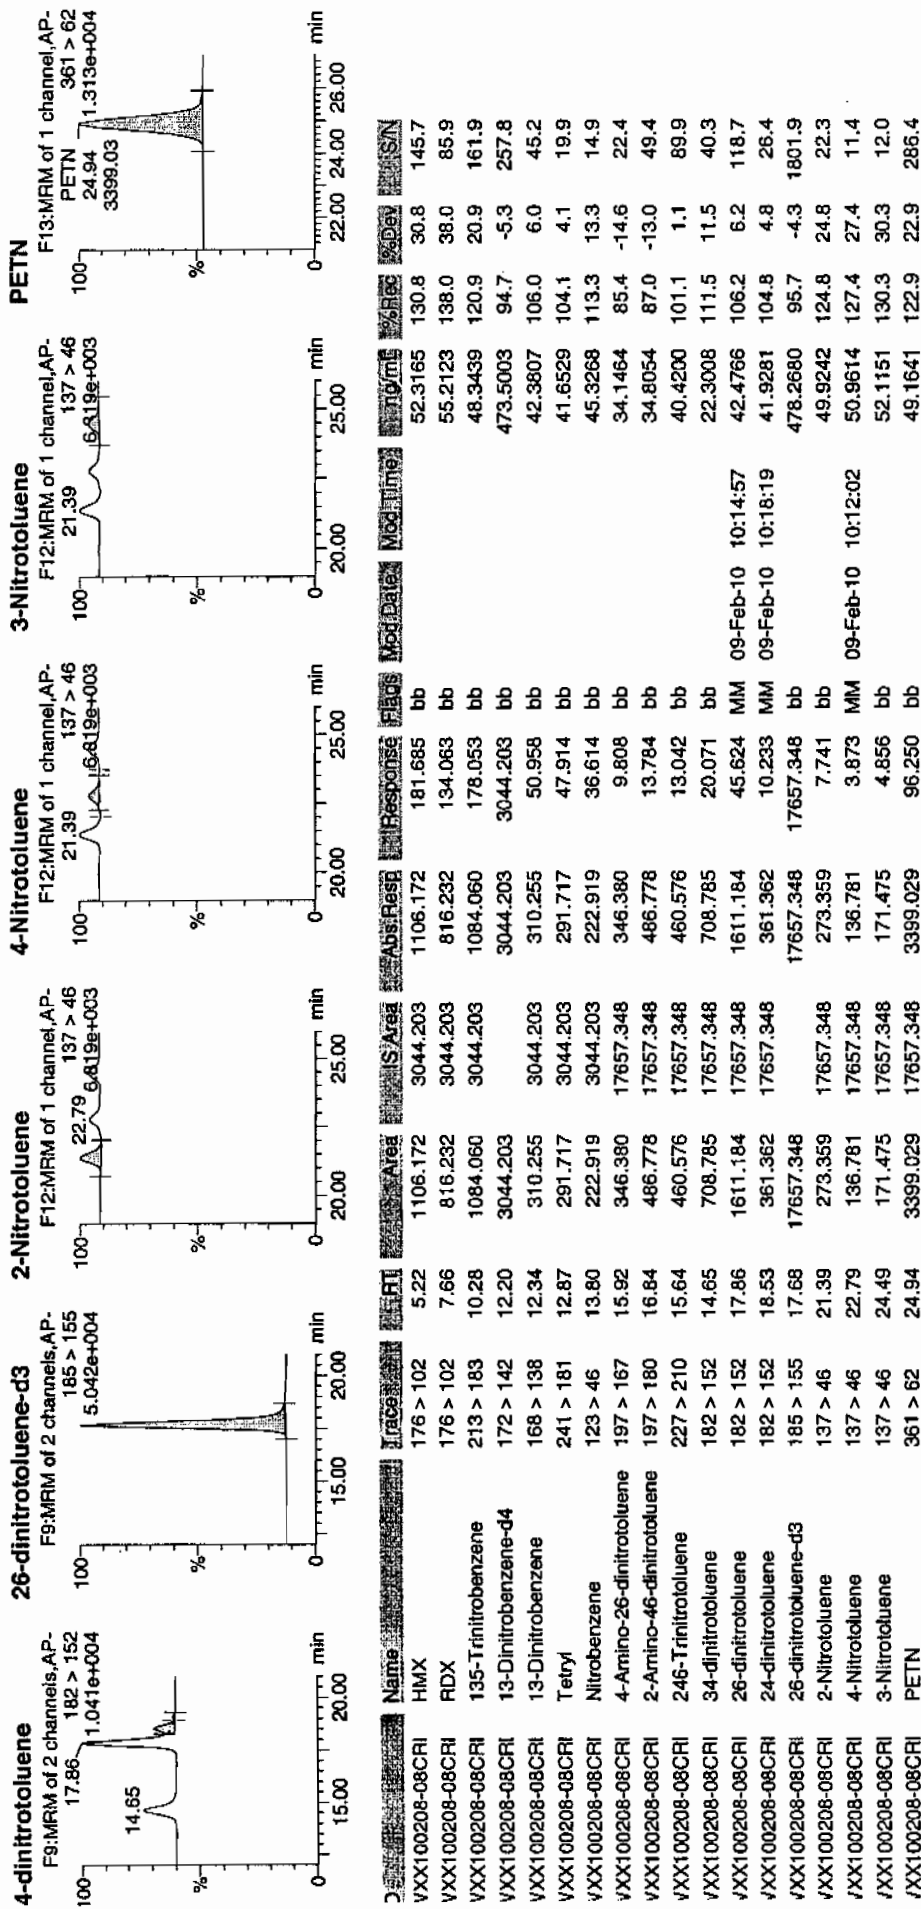 4-dinitrotoluene
F9:MRM of 2 channels,AP-
182 > 152
17.86 1.041e+004
100
14.65
15.00 20.00
26-dinitrotoluene-d3
F9:MRM of 2 channels,AP-
185 > 155
5.042e+004
100
%
0 min
15.00 20.00
2-Nitrotoluene
F12:MRM of 1 channel,AP-
137 > 46
22.79 6.819e+003
100
%
0 min
20.00 25.00
4-Nitrotoluene
F12:MRM of 1 channel,AP-
21.39 137 > 46
6.819e+003
100
%
0 min
20.00 25.00
3-Nitrotoluene
F12:MRM of 1 channel,AP-
21.39 137 > 46
6.819e+003
100
%
0 min
20.00 25.00
PETN
F13:MRM of 1 channel,AP-
PETN 361 > 62
24.94 1.313e+004
3399.03
100
%
0 min
22.00 24.00 26.00
Name Trace RT Area IS Area Abs.Resp Response Flags Mod.Date Mod.Time ng/mL %Rec %Dev S/N
VXX100208-08CRI HMX 176 > 102 5.22 1106.172 3044.203 1106.172 181.685 bb 52.3165 130.8 30.8 145.7
VXX100208-08CRI RDX 176 > 102 7.66 816.232 3044.203 816.232 134.063 bb 55.2123 138.0 38.0 85.9
VXX100208-08CRI 135-Trinitrobenzene 213 > 183 10.28 1084.060 3044.203 1084.060 178.053 bb 48.3439 120.9 20.9 161.9
VXX100208-08CRI 13-Dinitrobenzene-d4 172 > 142 12.20 3044.203 3044.203 3044.203 bb 473.5003 94.7 -5.3 257.8
VXX100208-08CRI 13-Dinitrobenzene 168 > 138 12.34 310.255 3044.203 310.255 50.958 bb 42.3807 106.0 6.0 45.2
VXX100208-08CRI Tetryl 241 > 181 12.87 291.717 3044.203 291.717 47.914 bb 41.6529 104.1 4.1 19.9
VXX100208-08CRI Nitrobenzene 123 > 46 13.80 222.919 3044.203 222.919 36.614 bb 45.3268 113.3 13.3 14.9
VXX100208-08CRI 4-Amino-26-dinitrotoluene 197 > 167 15.92 346.380 17657.348 346.380 9.808 bb 34.1464 85.4 -14.6 22.4
VXX100208-08CRI 2-Amino-46-dinitrotoluene 197 > 180 16.84 486.778 17657.348 486.778 13.784 bb 34.8054 87.0 -13.0 49.4
VXX100208-08CRI 246-Trinitrotoluene 227 > 210 15.64 460.576 17657.348 460.576 13.042 bb 40.4200 101.1 1.1 89.9
VXX100208-08CRI 34-dinitrotoluene 182 > 152 14.65 708.785 17657.348 708.785 20.071 bb 22.3008 111.5 11.5 40.3
VXX100208-08CRI 26-dinitrotoluene 182 > 152 17.86 1611.184 17657.348 1611.184 45.624 MM 09-Feb-10 10:14:57 42.4766 106.2 6.2 118.7
VXX100208-08CRI 24-dinitrotoluene 182 > 152 18.53 361.362 17657.348 361.362 10.233 MM 09-Feb-10 10:18:19 41.9281 104.8 4.8 26.4
VXX100208-08CRI 26-dinitrotoluene-d3 185 > 155 17.68 17657.348 17657.348 17657.348 bb 478.2680 95.7 -4.3 1801.9
VXX100208-08CRI 2-Nitrotoluene 137 > 46 21.39 273.359 17657.348 273.359 7.741 bb 49.9242 124.8 24.8 22.3
VXX100208-08CRI 4-Nitrotoluene 137 > 46 22.79 136.781 17657.348 136.781 3.873 MM 09-Feb-10 10:12:02 50.9614 127.4 27.4 11.4
VXX100208-08CRI 3-Nitrotoluene 137 > 46 24.49 171.475 17657.348 171.475 4.856 bb 52.1151 130.3 30.3 12.0
VXX100208-08CRI PETN 361 > 62 24.94 3399.029 17657.348 3399.029 96.250 bb 49.1641 122.9 22.9 286.4